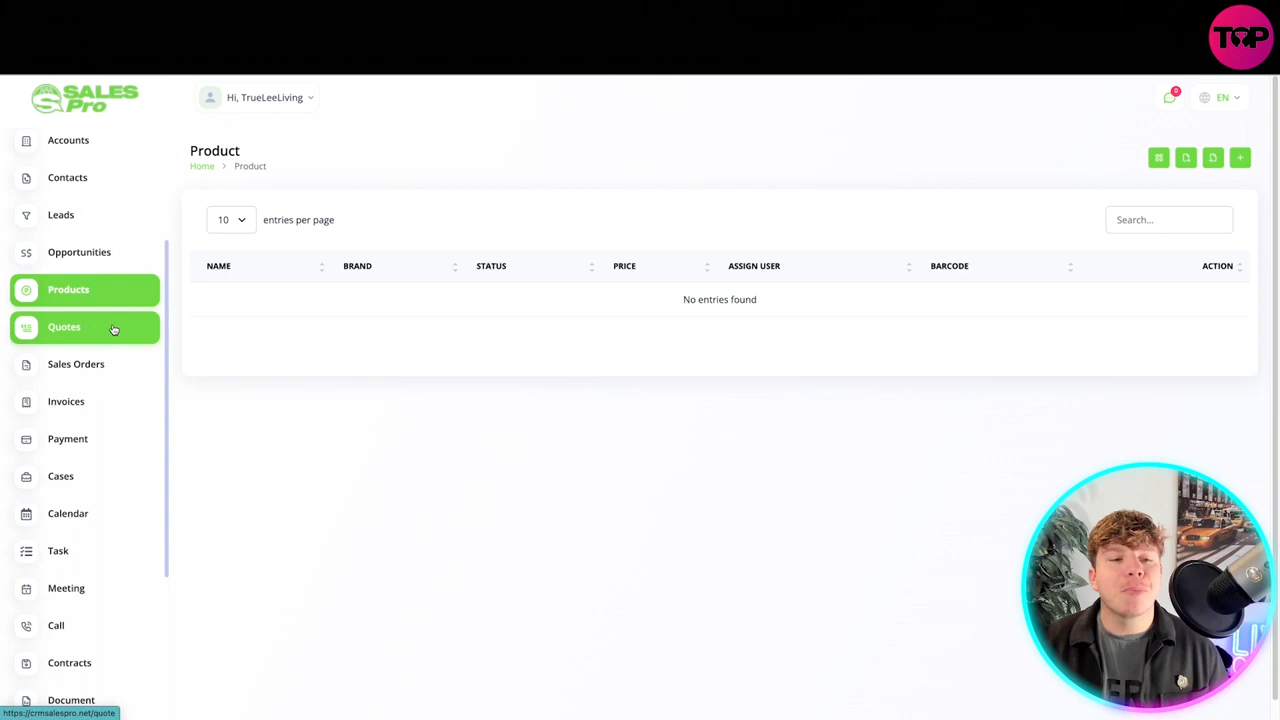 TOP
SALES
Pro
Hi, TrueLeeLiving
0
EN
Accounts
Contacts
Leads
S$ Opportunities
Products
Quotes
Sales Orders
Invoices
Payment
Cases
Calendar
Task
Meeting
Call
Contracts
Document
Product
Home > Product
10 entries per page
Search...
NAME BRAND STATUS PRICE ASSIGN USER BARCODE ACTION
No entries found
https://crmsalespro.net/quote